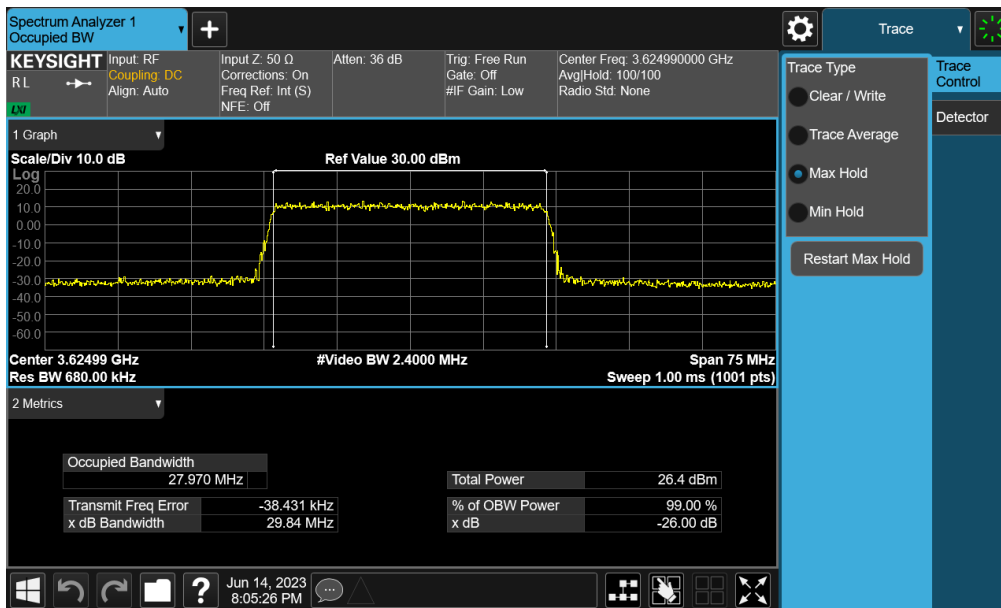 Spectrum Analyzer 1
Occupied BW
+
Trace
KEYSIGHT
R L
LXI
Input: RF
Coupling: DC
Align: Auto
Input Z: 50 Ω
Corrections: On
Freq Ref: Int (S)
NFE: Off
Atten: 36 dB
Trig: Free Run
Gate: Off
#IF Gain: Low
Center Freq: 3.624990000 GHz
Avg|Hold: 100/100
Radio Std: None
Trace Type
Clear / Write
Trace Average
Max Hold
Min Hold
Restart Max Hold
Trace
Control
Detector
1 Graph
Scale/Div 10.0 dB
Ref Value 30.00 dBm
Log
20.0
10.0
0.00
-10.0
-20.0
-30.0
-40.0
-50.0
-60.0
Center 3.62499 GHz
#Video BW 2.4000 MHz
Span 75 MHz
Res BW 680.00 kHz
Sweep 1.00 ms (1001 pts)
2 Metrics
Occupied Bandwidth
27.970 MHz
Total Power 26.4 dBm
Transmit Freq Error -38.431 kHz
% of OBW Power 99.00 %
x dB Bandwidth 29.84 MHz
x dB -26.00 dB
?
Jun 14, 2023
8:05:26 PM